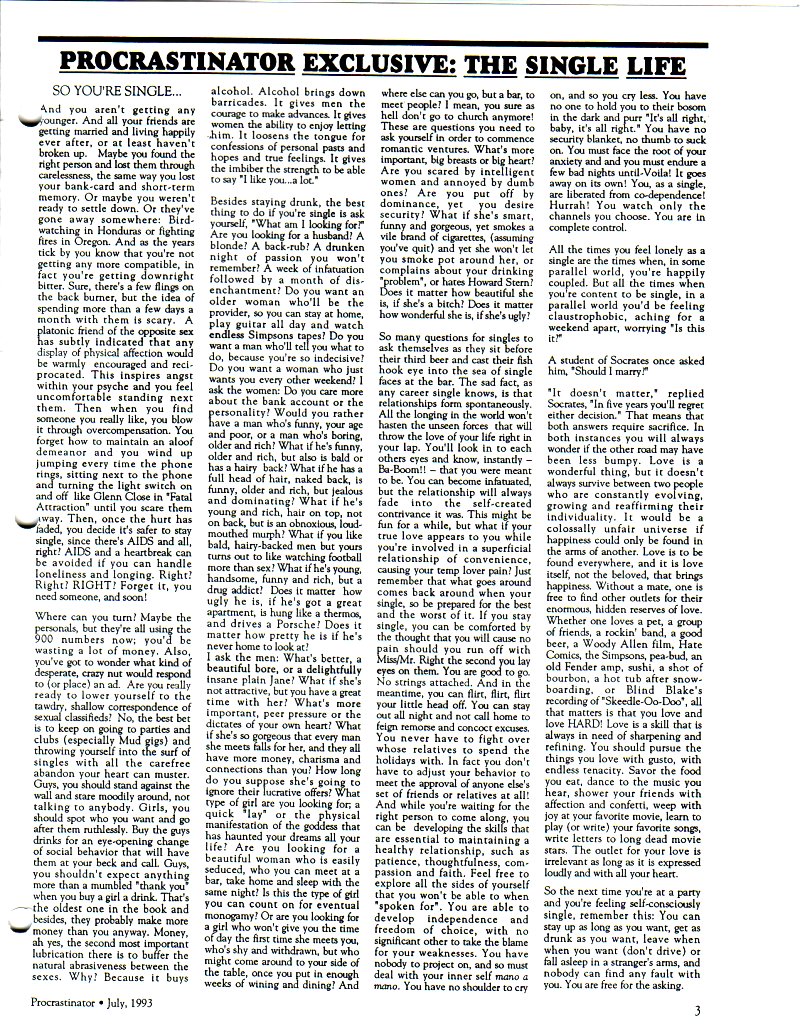 PROCRASTINATOR EXCLUSIVE: THE SINGLE LIFE
SO YOU'RE SINGLE...
And you aren't getting any
younger. And all your friends are
getting married and living happily
ever after, or at least haven't
broken up. Maybe you found the
right person and lost them through
carelessness, the same way you lost
your bank-card and short-term
memory. Or maybe you weren't
ready to settle down. Or they've
gone away somewhere: Bird-
watching in Honduras or fighting
fires in Oregon. And as the years
tick by you know that you're not
getting any more compatible, in
fact you're getting downright
bitter. Sure, there's a few flings on
the back burner, but the idea of
spending more than a few days a
month with them is scary. A
platonic friend of the opposite sex
has subtly indicated that any
display of physical affection would
be warmly encouraged and reci-
procated. This inspires angst
within your psyche and you feel
uncomfortable standing next
them. Then when you find
someone you really like, you blow
it through overcompensation. You
forget how to maintain an aloof
demeanor and you wind up
jumping every time the phone
rings, sitting next to the phone
and turning the light switch on
and off like Glenn Close in "Fatal
Attraction" until you scare them
away. Then, once the hurt has
faded, you decide it's safer to stay
single, since there's AIDS and all,
right? AIDS and a heartbreak can
be avoided if you can handle
loneliness and longing. Right?
Right? RIGHT? Forget it, you
need someone, and soon!
Where can you turn? Maybe the
personals, but they're all using the
900 numbers now; you'd be
wasting a lot of money. Also,
you've got to wonder what kind of
desperate, crazy nut would respond
to (or place) an ad. Are you really
ready to lower yourself to the
tawdry, shallow correspondence of
sexual classifieds? No, the best bet
is to keep on going to parties and
clubs (especially Mud gigs) and
throwing yourself into the surf of
singles with all the carefree
abandon your heart can muster.
Guys, you should stand against the
wall and stare moodily around, not
talking to anybody. Girls, you
should spot who you want and go
after them ruthlessly. Buy the guys
drinks for an eye-opening change
of social behavior that will have
them at your beck and call. Guys,
you shouldn't expect anything
more than a mumbled "thank you"
when you buy a girl a drink. That's
the oldest one in the book and
besides, they probably make more
money than you anyway. Money,
ah yes, the second most important
lubrication there is to buffer the
natural abrasiveness between the
sexes. Why? Because it buys
alcohol. Alcohol brings down
barricades. It gives men the
courage to make advances. It gives
women the ability to enjoy letting
him. It loosens the tongue for
confessions of personal pasts and
hopes and true feelings. It gives
the imbiber the strength to be able
to say "I like you...a lot."
Besides staying drunk, the best
thing to do if you're single is ask
yourself, "What am I looking for?"
Are you looking for a husband? A
blonde? A back-rub? A drunken
night of passion you won't
remember? A week of infatuation
followed by a month of dis-
enchantment? Do you want an
older woman who'll be the
provider, so you can stay at home,
play guitar all day and watch
endless Simpsons tapes? Do you
want a man who'll tell you what to
do, because you're so indecisive?
Do you want a woman who just
wants you every other weekend? I
ask the women: Do you care more
about the bank account or the
personality? Would you rather
have a man who's funny, your age
and poor, or a man who's boring,
older and rich? What if he's funny,
older and rich, but also is bald or
has a hairy back? What if he has a
full head of hair, naked back, is
funny, older and rich, but jealous
and dominating? What if he's
young and rich, hair on top, not
on back, but is an obnoxious, loud-
mouthed murph? What if you like
bald, hairy-backed men but yours
turns out to like watching football
more than sex? What if he's young,
handsome, funny and rich, but a
drug addict? Does it matter how
ugly he is, if he's got a great
apartment, is hung like a thermos,
and drives a Porsche? Does it
matter how pretty he is if he's
never home to look at?
I ask the men: What's better, a
beautiful bore, or a delightfully
insane plain Jane? What if she's
not attractive, but you have a great
time with her? What's more
important, peer pressure or the
dictates of your own heart? What
if she's so gorgeous that every man
she meets falls for her, and they all
have more money, charisma and
connections than you? How long
do you suppose she's going to
ignore their lucrative offers? What
type of girl are you looking for; a
quick "lay" or the physical
manifestation of the goddess that
has haunted your dreams all your
life? Are you looking for a
beautiful woman who is easily
seduced, who you can meet at a
bar, take home and sleep with the
same night? Is this the type of girl
you can count on for eventual
monogamy? Or are you looking for
a girl who won't give you the time
of day the first time she meets you,
who's shy and withdrawn, but who
might come around to your side of
the table, once you put in enough
weeks of wining and dining? And
where else can you go, but a bar, to
meet people? I mean, you sure as
hell don't go to church anymore!
These are questions you need to
ask yourself in order to commence
romantic ventures. What's more
important, big breasts or big heart?
Are you scared by intelligent
women and annoyed by dumb
ones? Are you put off by
dominance, yet you desire
security? What if she's smart,
funny and gorgeous, yet smokes a
vile brand of cigarettes, (assuming
you've quit) and yet she won't let
you smoke pot around her, or
complains about your drinking
"problem", or hates Howard Stern?
Does it matter how beautiful she
is, if she's a bitch? Does it matter
how wonderful she is, if she's ugly?
So many questions for singles to
ask themselves as they sit before
their third beer and cast their fish
hook eye into the sea of single
faces at the bar. The sad fact, as
any career single knows, is that
relationships form spontaneously.
All the longing in the world won't
hasten the unseen forces that will
throw the love of your life right in
your lap. You'll look in to each
others eyes and know, instantly –
Ba-Boom!! – that you were meant
to be. You can become infatuated,
but the relationship will always
fade into the self-created
contrivance it was. This might be
fun for a while, but what if your
true love appears to you while
you're involved in a superficial
relationship of convenience,
causing your temp lover pain? Just
remember that what goes around
comes back around when your
single, so be prepared for the best
and the worst of it. If you stay
single, you can be comforted by
the thought that you will cause no
pain should you run off with
Miss/Mr. Right the second you lay
eyes on them. You are good to go.
No strings attached. And in the
meantime, you can flirt, flirt, flirt
your little head off. You can stay
out all night and not call home to
feign remorse and concoct excuses.
You never have to fight over
whose relatives to spend the
holidays with. In fact you don't
have to adjust your behavior to
meet the approval of anyone else's
set of friends or relatives at all!
And while you're waiting for the
right person to come along, you
can be developing the skills that
are essential to maintaining a
healthy relationship, such as
patience, thoughtfulness, com-
passion and faith. Feel free to
explore all the sides of yourself
that you won't be able to when
"spoken for". You are able to
develop independence and
freedom of choice, with no
significant other to take the blame
for your weaknesses. You have
nobody to project on, and so must
deal with your inner self mano a
mano. You have no shoulder to cry
on, and so you cry less. You have
no one to hold you to their bosom
in the dark and purr "It's all right,
baby, it's all right." You have no
security blanket, no thumb to suck
on. You must face the root of your
anxiety and and you must endure a
few bad nights until-Voila! It goes
away on its own! You, as a single,
are liberated from co-dependence!
Hurrah! You watch only the
channels you choose. You are in
complete control.
All the times you feel lonely as a
single are the times when, in some
parallel world, you're happily
coupled. But all the times when
you're content to be single, in a
parallel world you'd be feeling
claustrophobic, aching for a
weekend apart, worrying "Is this
it?"
A student of Socrates once asked
him, "Should I marry?"
"It doesn't matter," replied
Socrates, "In five years you'll regret
either decision." That means that
both answers require sacrifice. In
both instances you will always
wonder if the other road may have
been less bumpy. Love is a
wonderful thing, but it doesn't
always survive between two people
who are constantly evolving,
growing and reaffirming their
individuality. It would be a
colossally unfair universe if
happiness could only be found in
the arms of another. Love is to be
found everywhere, and it is love
itself, not the beloved, that brings
happiness. Without a mate, one is
free to find other outlets for their
enormous, hidden reserves of love.
Whether one loves a pet, a group
of friends, a rockin' band, a good
beer, a Woody Allen film, Hate
Comics, the Simpsons, pea-bud, an
old Fender amp, sushi, a shot of
bourbon, a hot tub after snow-
boarding, or Blind Blake's
recording of "Skeedle-Oo-Doo", all
that matters is that you love and
love HARD! Love is a skill that is
always in need of sharpening and
refining. You should pursue the
things you love with gusto, with
endless tenacity. Savor the food
you eat, dance to the music you
hear, shower your friends with
affection and confetti, weep with
joy at your favorite movie, learn to
play (or write) your favorite songs,
write letters to long dead movie
stars. The outlet for your love is
irrelevant as long as it is expressed
loudly and with all your heart.
So the next time you're at a party
and you're feeling self-consciously
single, remember this: You can
stay up as long as you want, get as
drunk as you want, leave when
when you want (don't drive) or
fall asleep in a stranger's arms, and
nobody can find any fault with
you. You are free for the asking.
Procrastinator • July, 1993
3